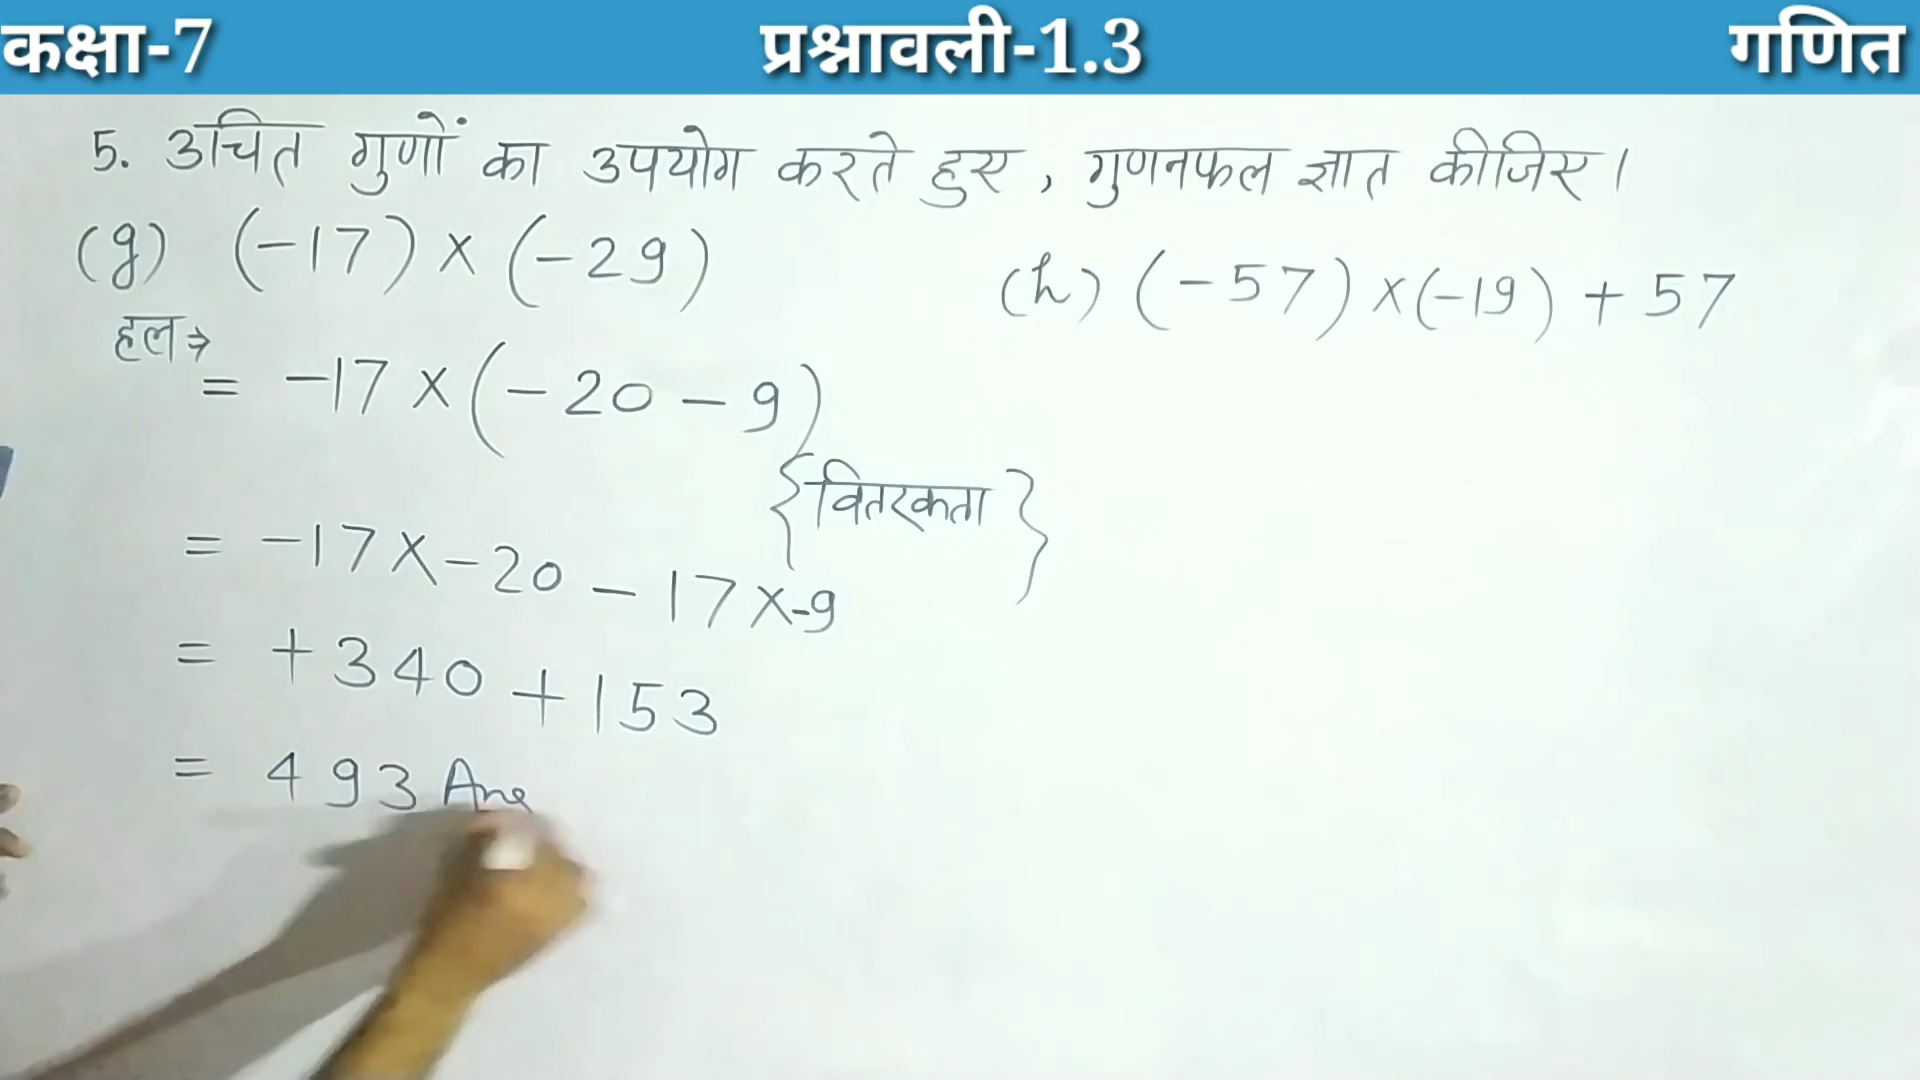 कक्षा-7 प्रश्नावली-1.3 गणित
5. उचित गुणों का उपयोग करते हुए, गुणनफल ज्ञात कीजिए।
(g) (-17) × (-29)
(h) (-57) × (-19) + 57
हल →
= -17 × (-20 - 9)
{वितरकता}
= -17 × -20 - 17 × -9
= +340 + 153
= 493 Ans